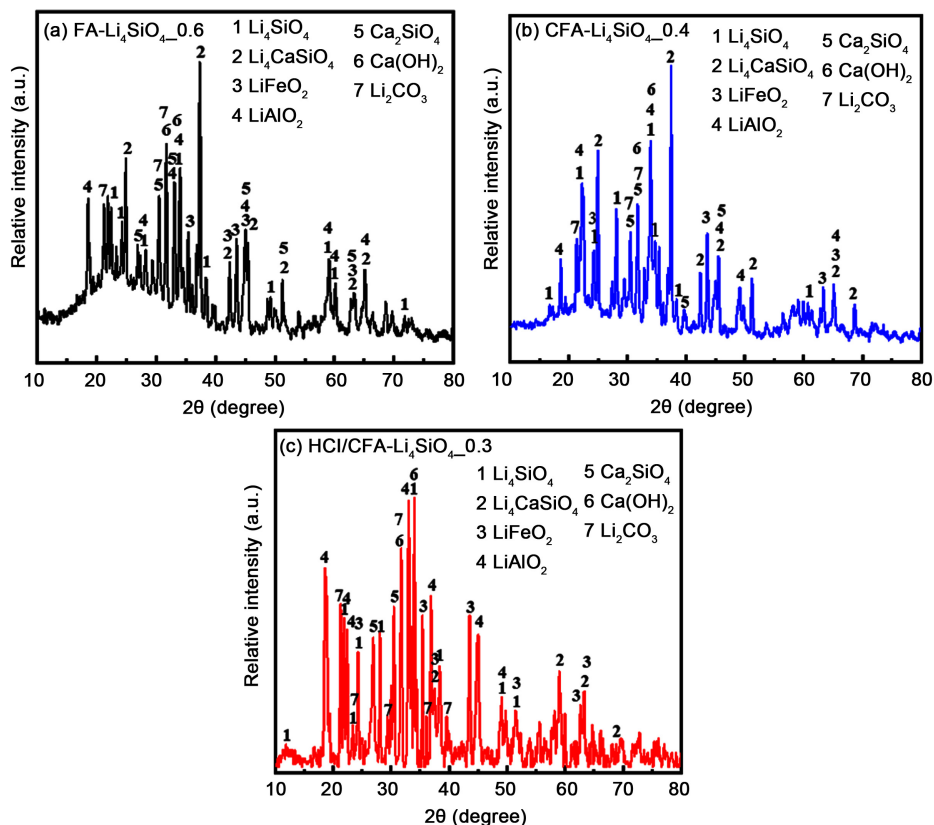 (a) FA-Li₄SiO₄_0.6
1 Li₄SiO₄
2 Li₄CaSiO₄
3 LiFeO₂
4 LiAlO₂
5 Ca₂SiO₄
6 Ca(OH)₂
7 Li₂CO₃
Relative intensity (a.u.)
10 20 30 40 50 60 70 80
2θ (degree)
(b) CFA-Li₄SiO₄_0.4
1 Li₄SiO₄
2 Li₄CaSiO₄
3 LiFeO₂
4 LiAlO₂
5 Ca₂SiO₄
6 Ca(OH)₂
7 Li₂CO₃
Relative intensity (a.u.)
10 20 30 40 50 60 70 80
2θ (degree)
(c) HCl/CFA-Li₄SiO₄_0.3
1 Li₄SiO₄
2 Li₄CaSiO₄
3 LiFeO₂
4 LiAlO₂
5 Ca₂SiO₄
6 Ca(OH)₂
7 Li₂CO₃
Relative intensity (a.u.)
10 20 30 40 50 60 70 80
2θ (degree)